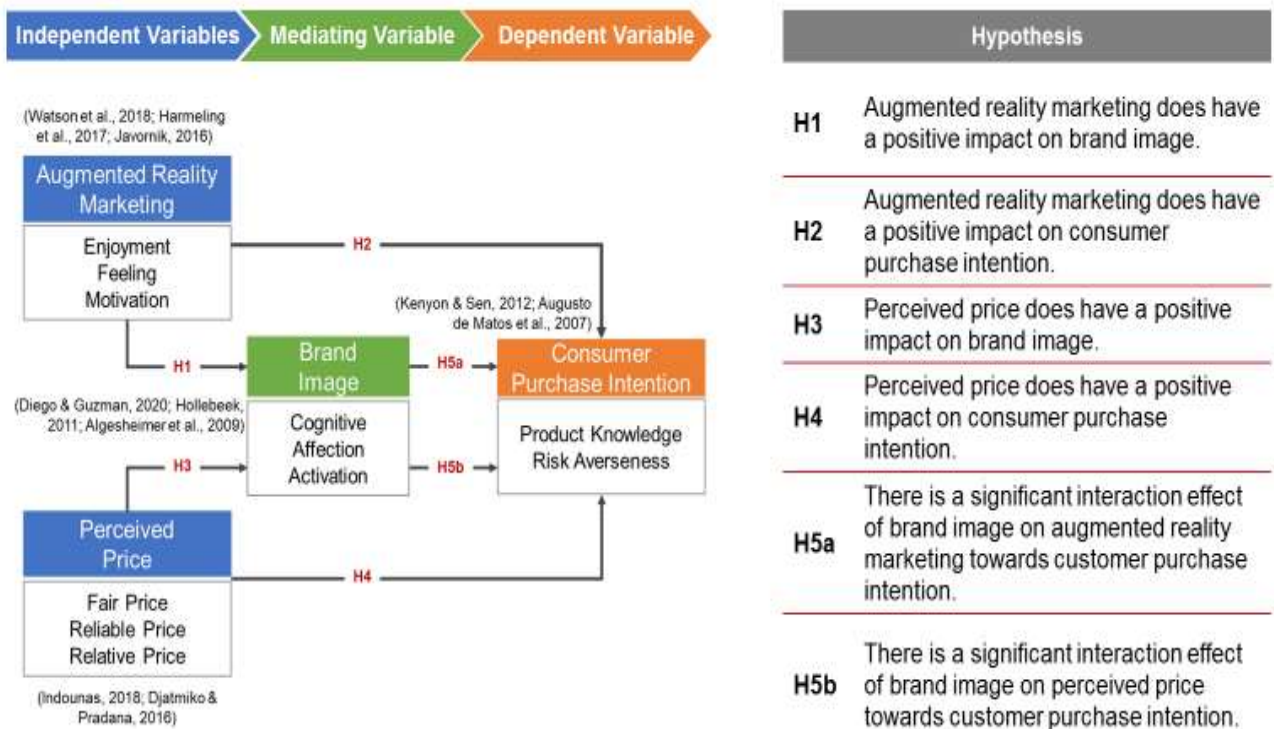 Independent Variables
Mediating Variable
Dependent Variable
(Watson et al., 2018; Harmeling
et al., 2017; Javornik, 2016)
Augmented Reality
Marketing
Enjoyment
Feeling
Motivation
H2
(Kenyon & Sen, 2012; Augusto
de Matos et al., 2007)
H1
Brand
Image
H5a
Consumer
Purchase Intention
(Diego & Guzman, 2020; Hollebeek,
2011; Algesheimer et al., 2009)
Cognitive
Affection
Activation
Product Knowledge
Risk Averseness
H3
H5b
Perceived
Price
H4
Fair Price
Reliable Price
Relative Price
(Indounas, 2018; Djatmiko &
Pradana, 2016)
Hypothesis
H1
Augmented reality marketing does have
a positive impact on brand image.
H2
Augmented reality marketing does have
a positive impact on consumer
purchase intention.
H3
Perceived price does have a positive
impact on brand image.
H4
Perceived price does have a positive
impact on consumer purchase
intention.
H5a
There is a significant interaction effect
of brand image on augmented reality
marketing towards customer purchase
intention.
H5b
There is a significant interaction effect
of brand image on perceived price
towards customer purchase intention.